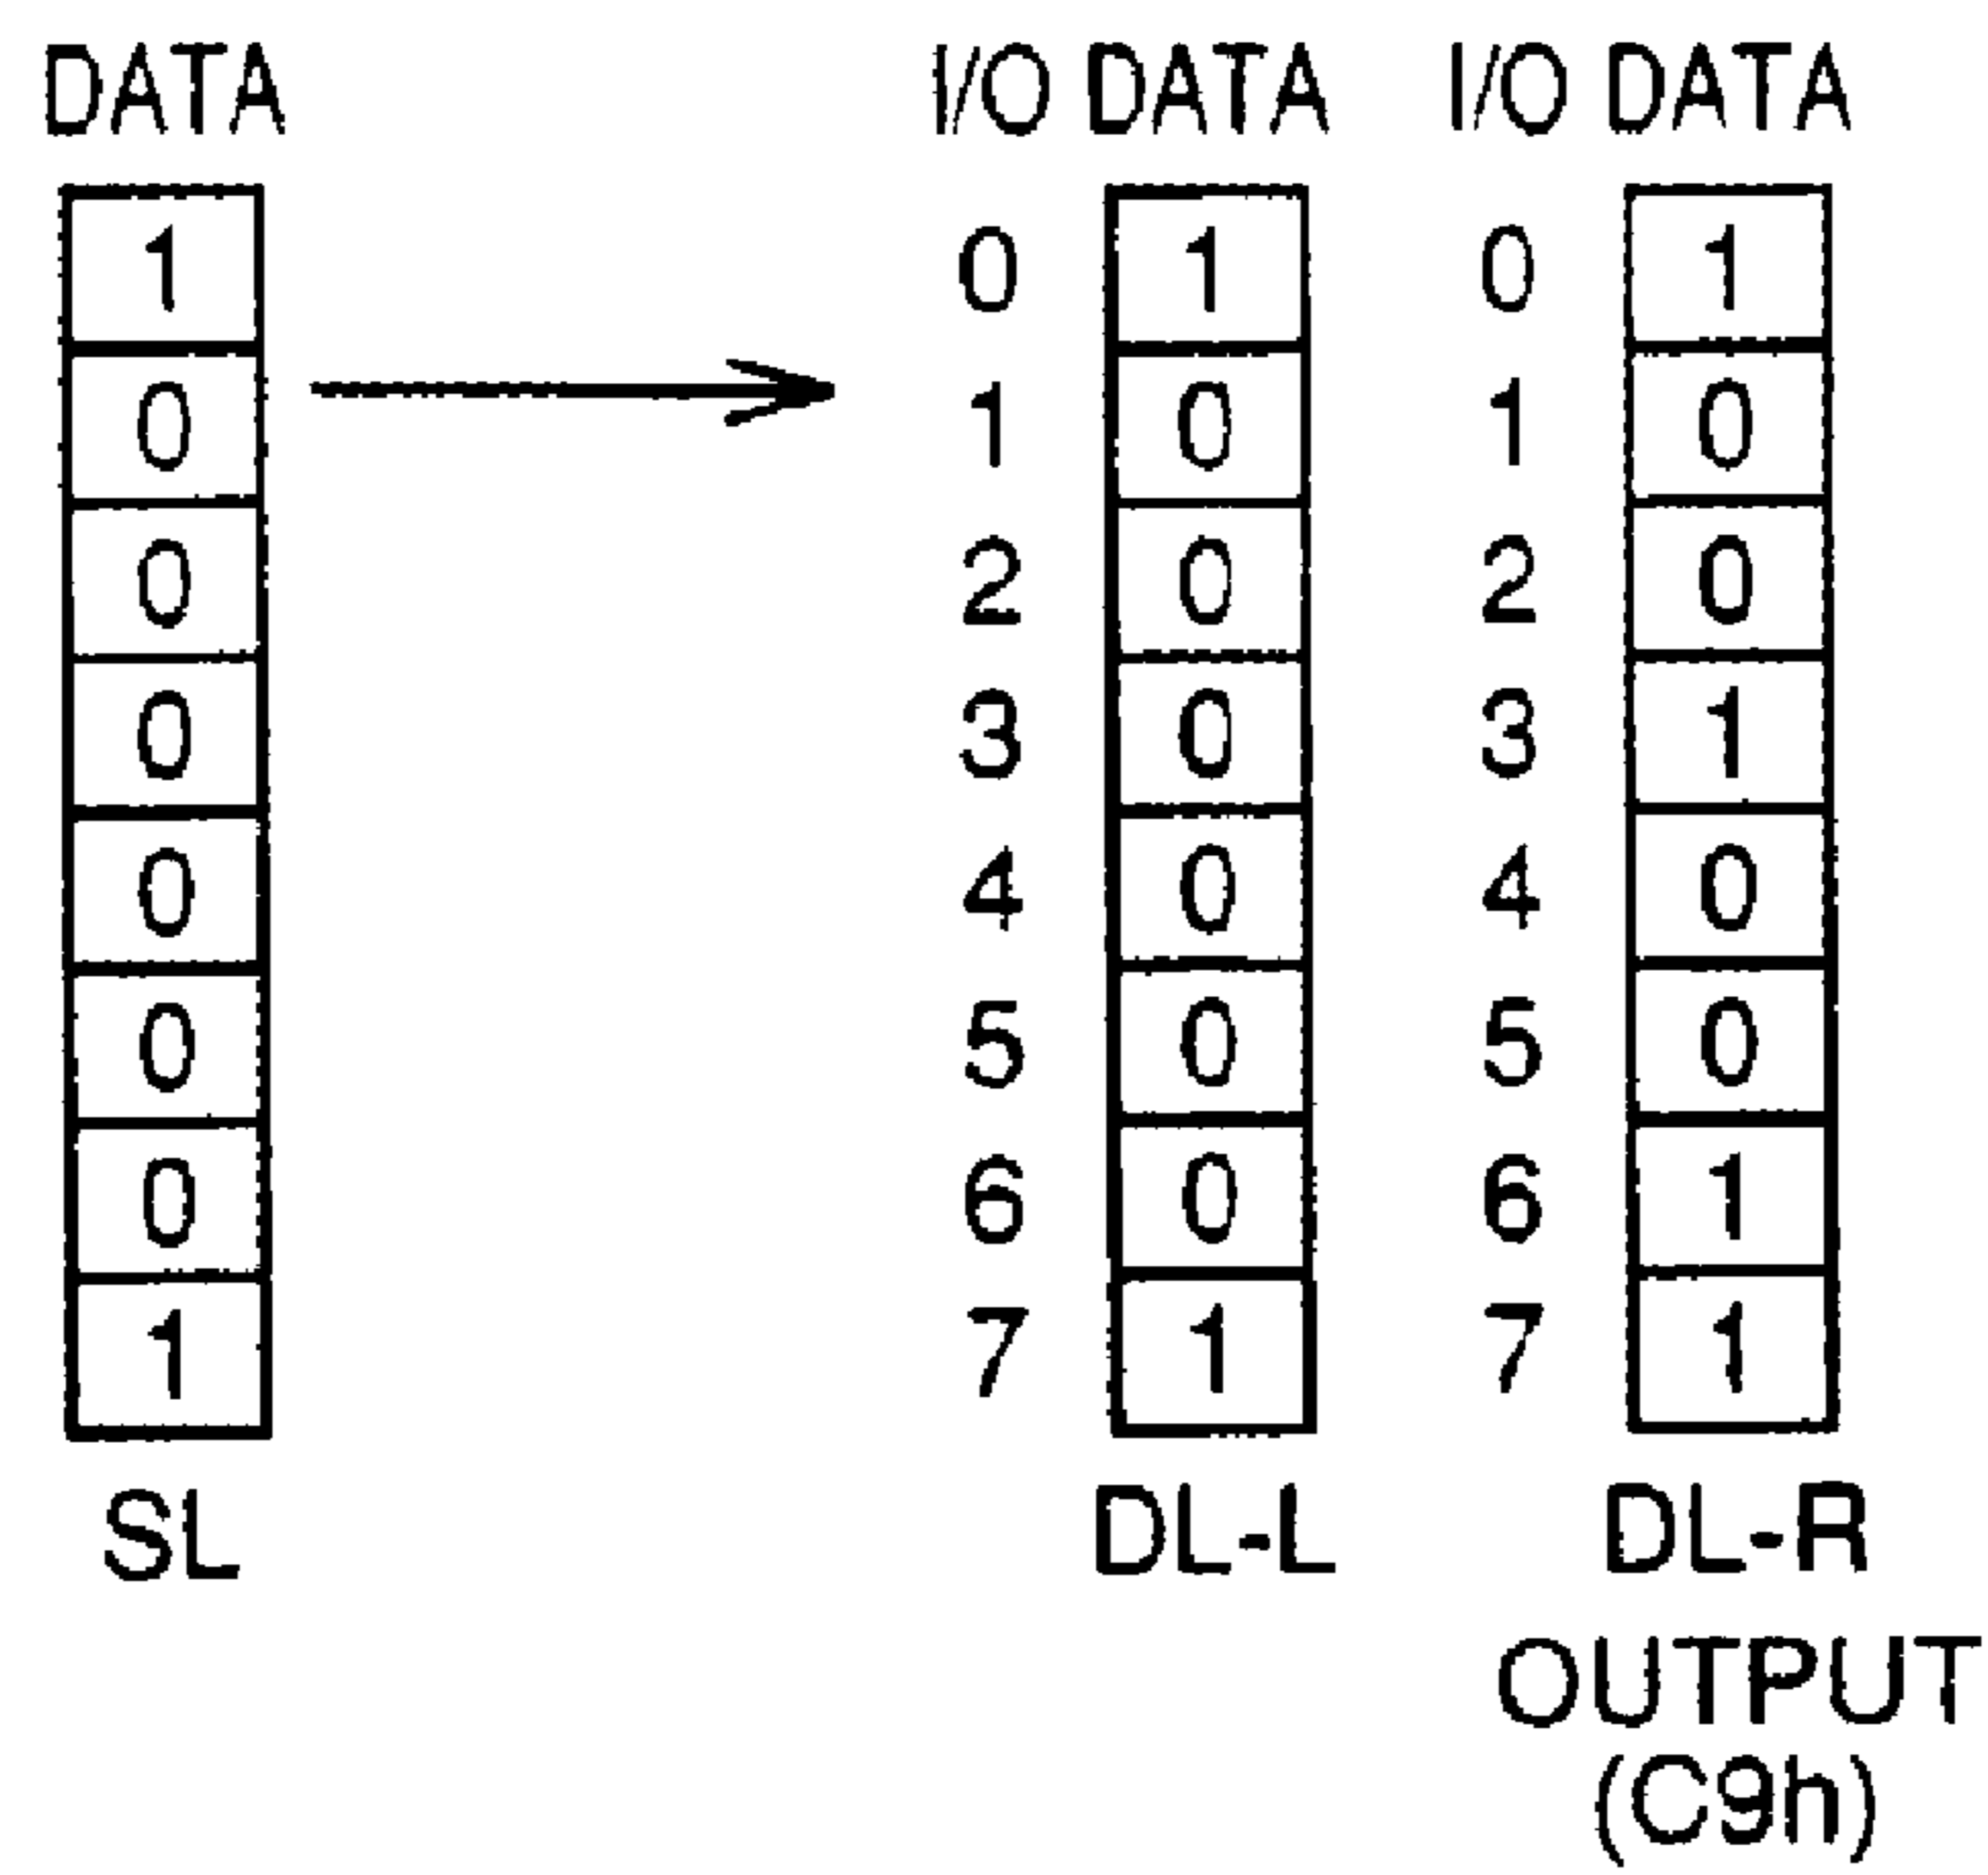 DATA I/O DATA I/O DATA
1 0 1 0 1
0 1 0 1 0
0 2 0 2 0
0 3 0 3 1
0 4 0 4 0
0 5 0 5 0
0 6 0 6 1
1 7 1 7 1
SL DL-L DL-R
OUTPUT
(C9h)